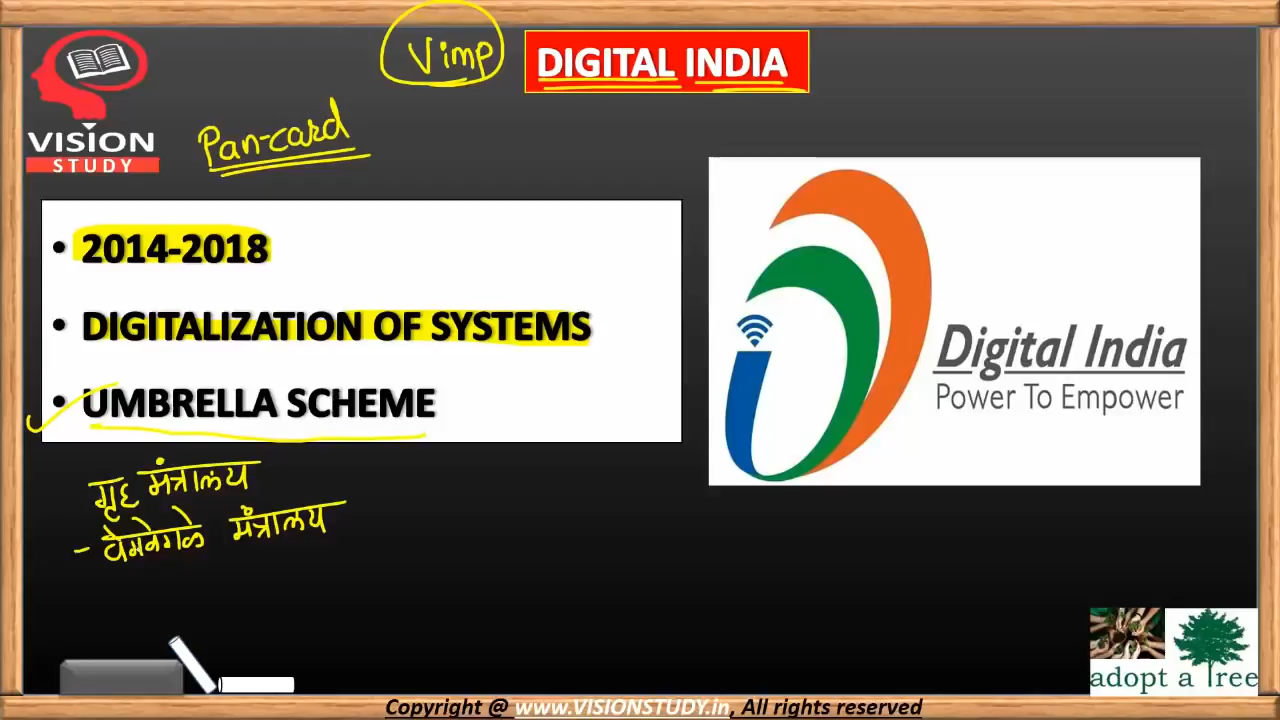 Vimp
DIGITAL INDIA
VISION
STUDY
Pan-card
• 2014-2018
• DIGITALIZATION OF SYSTEMS
• UMBRELLA SCHEME
Digital India
Power To Empower
गृह मंत्रालय
- वेगवेगळे मंत्रालय
adopt a Tree
Copyright @ www.VISIONSTUDY.in, All rights reserved